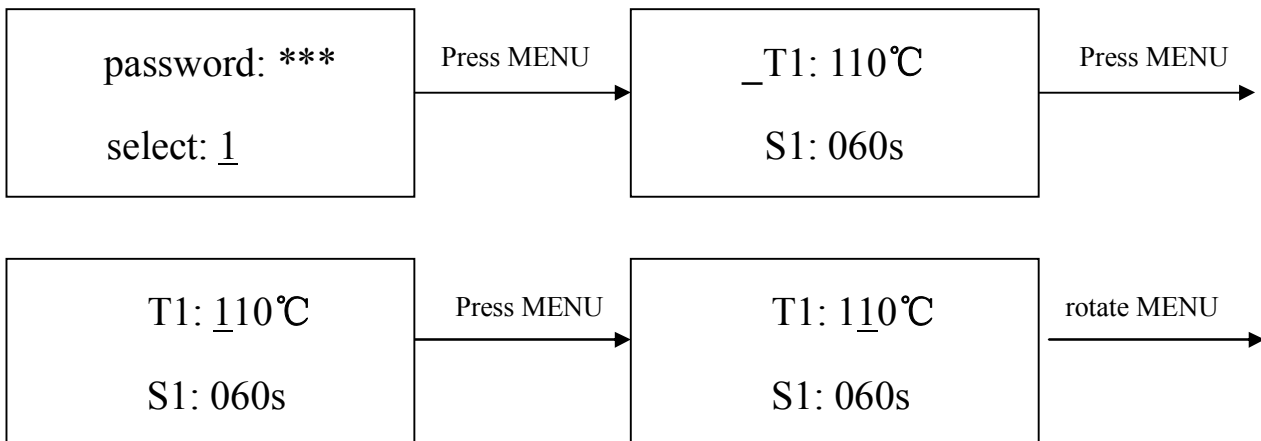 password: ***
select: 1
Press MENU
_T1: 110℃
S1: 060s
Press MENU
T1: 110℃
S1: 060s
Press MENU
T1: 110℃
S1: 060s
rotate MENU